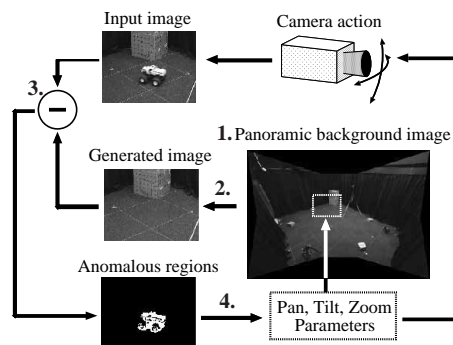 Input image
Camera action
3.
1. Panoramic background image
Generated image
2.
Anomalous regions
4.
Pan, Tilt, Zoom
Parameters